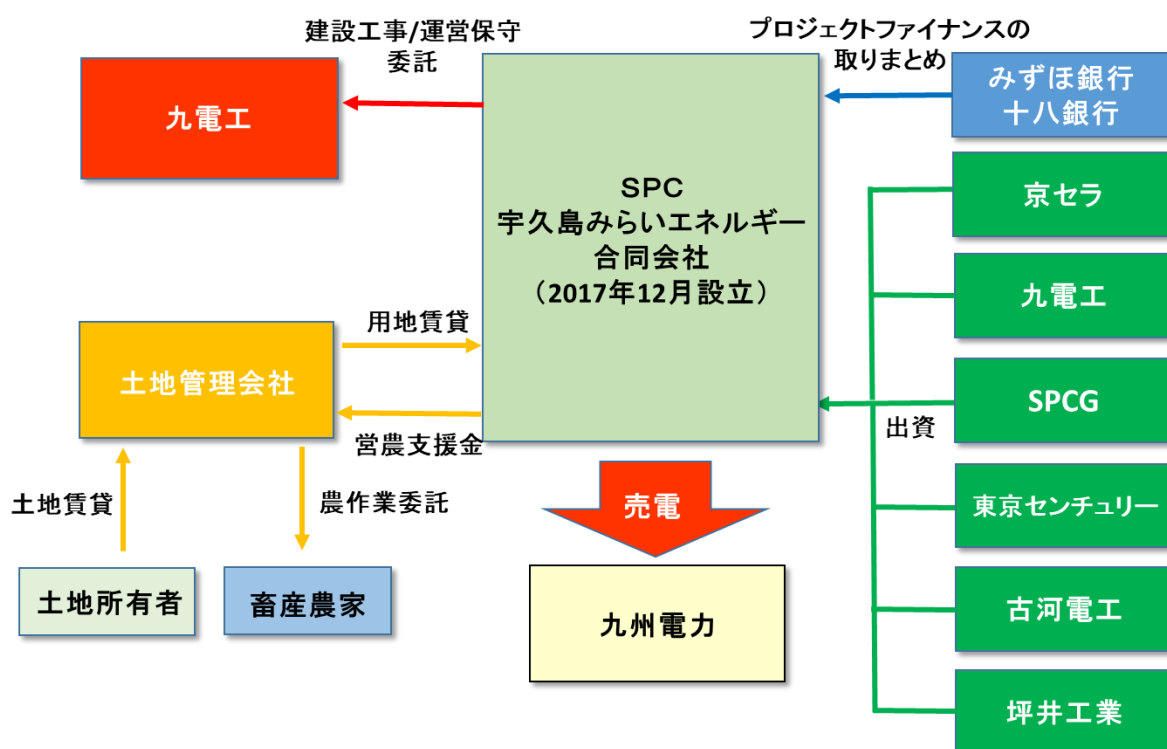 建設工事/運営保守
委託
プロジェクトファイナンスの
取りまとめ
九電工
SPC
宇久島みらいエネルギー
合同会社
（2017年12月設立）
みずほ銀行
十八銀行
京セラ
九電工
SPCG
東京センチュリー
古河電工
坪井工業
出資
用地賃貸
土地管理会社
営農支援金
土地賃貸
農作業委託
土地所有者
畜産農家
売電
九州電力